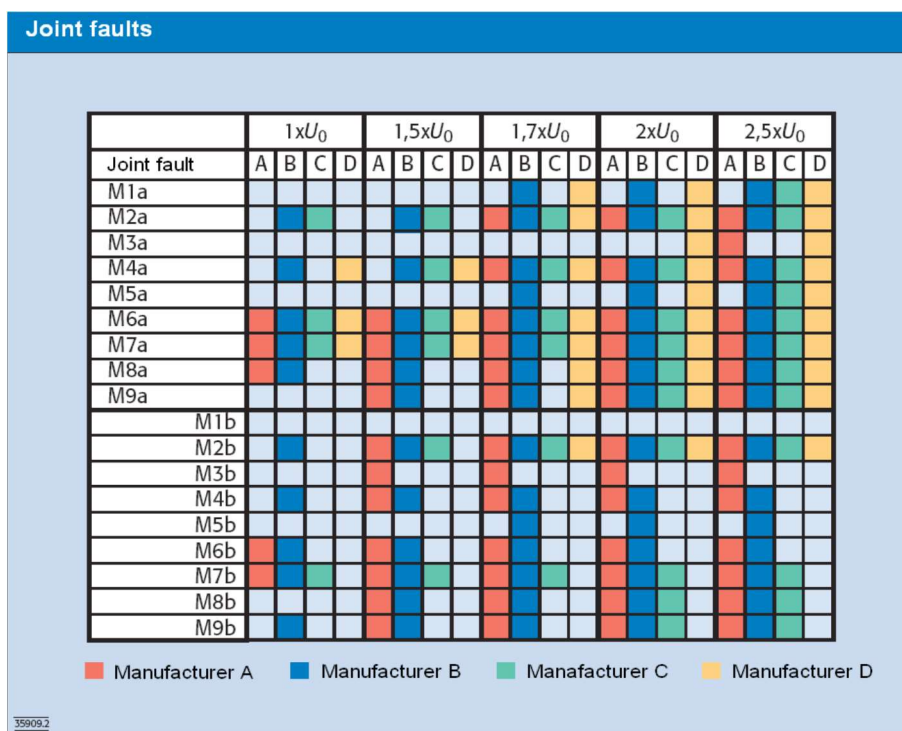 Joint faults
1xU0 1,5xU0 1,7xU0 2xU0 2,5xU0
Joint fault A B C D A B C D A B C D A B C D A B C D
M1a
M2a
M3a
M4a
M5a
M6a
M7a
M8a
M9a
M1b
M2b
M3b
M4b
M5b
M6b
M7b
M8b
M9b
Manufacturer A Manufacturer B Manafacturer C Manufacturer D
35909.2